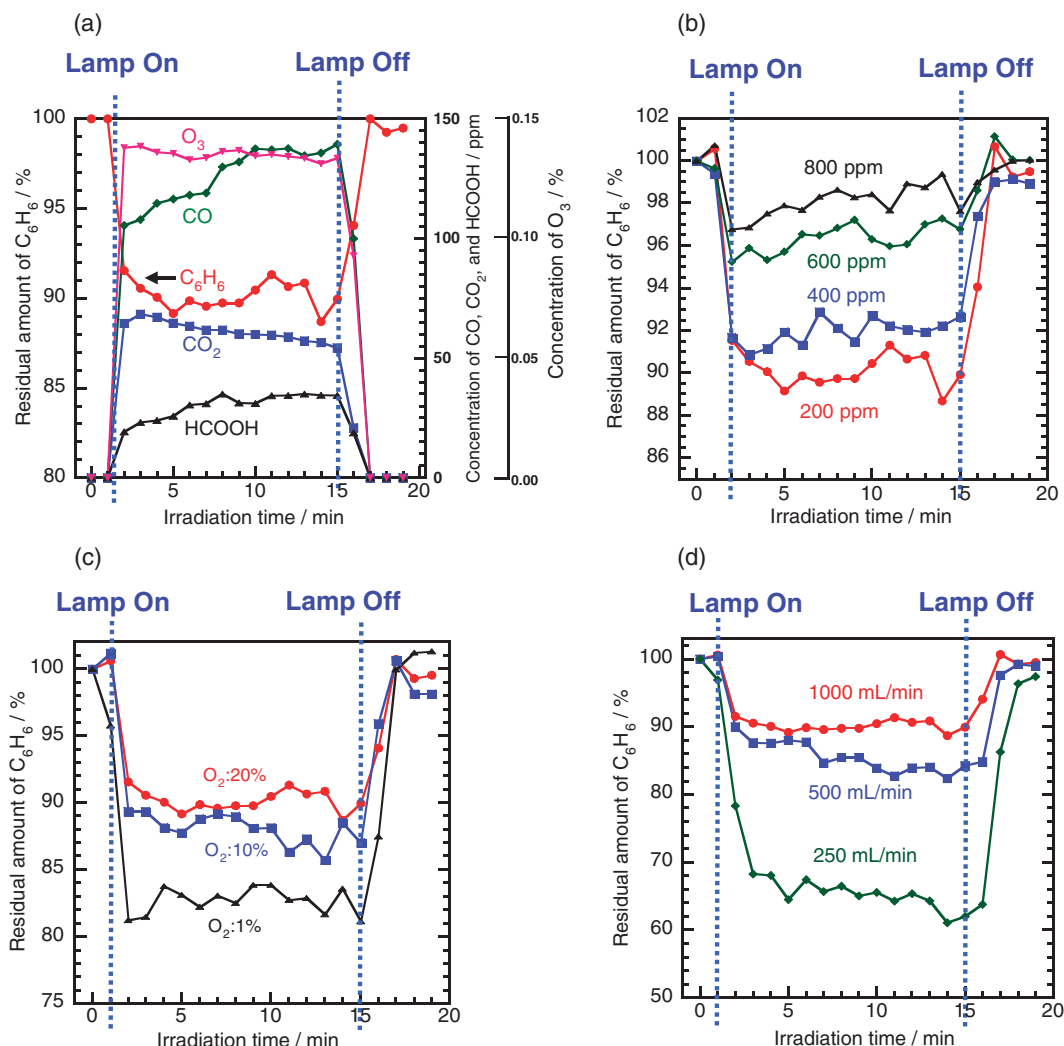 (a)
Lamp On
Lamp Off
Residual amount of C6H6 / %
100
95
90
85
80
O3
CO
C6H6
CO2
HCOOH
0
5
10
15
20
Irradiation time / min
150
100
50
0
Concentration of CO, CO2, and HCOOH / ppm
0.15
0.10
0.05
0.00
Concentration of O3 / %
(b)
Lamp On
Lamp Off
Residual amount of C6H6 / %
102
100
98
96
94
92
90
88
86
800 ppm
600 ppm
400 ppm
200 ppm
0
5
10
15
20
Irradiation time / min
(c)
Lamp On
Lamp Off
Residual amount of C6H6 / %
100
95
90
85
80
75
O2:20%
O2:10%
O2:1%
0
5
10
15
20
Irradiation time / min
(d)
Lamp On
Lamp Off
Residual amount of C6H6 / %
100
90
80
70
60
50
1000 mL/min
500 mL/min
250 mL/min
0
5
10
15
20
Irradiation time / min